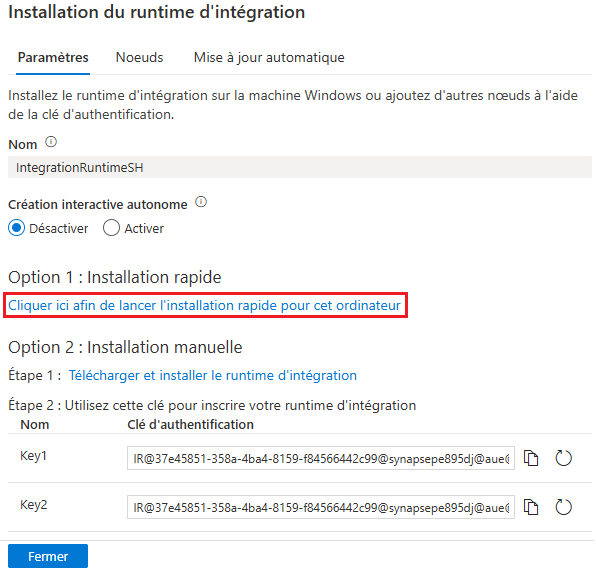 Installation du runtime d'intégration
Paramètres Noeuds Mise à jour automatique
Installez le runtime d'intégration sur la machine Windows ou ajoutez d'autres nœuds à l'aide
de la clé d'authentification.
Nom
IntegrationRuntimeSH
Création interactive autonome
Désactiver Activer
Option 1 : Installation rapide
Cliquer ici afin de lancer l'installation rapide pour cet ordinateur
Option 2 : Installation manuelle
Étape 1 : Télécharger et installer le runtime d'intégration
Étape 2 : Utilisez cette clé pour inscrire votre runtime d'intégration
Nom Clé d'authentification
Key1 IR@37e45851-358a-4ba4-8159-f84566442c99@synapsepe895dj@aue@
Key2 IR@37e45851-358a-4ba4-8159-f84566442c99@synapsepe895dj@aue@
Fermer